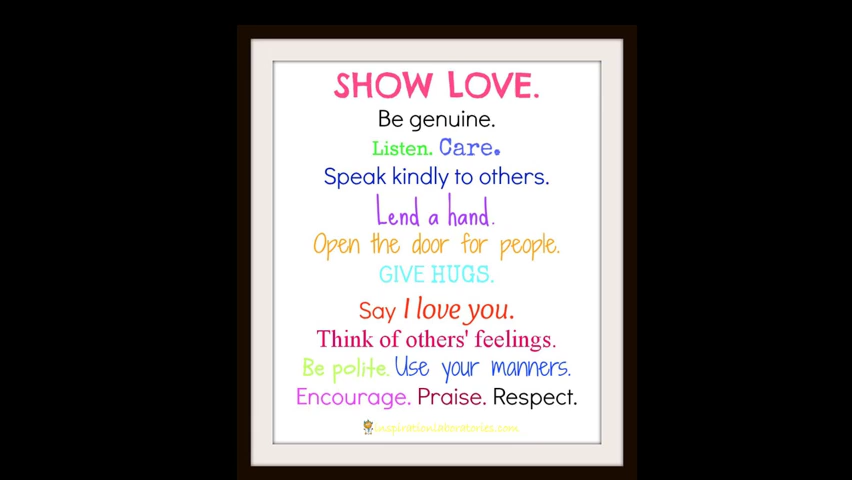 SHOW LOVE.
Be genuine.
Listen. Care.
Speak kindly to others.
Lend a hand.
Open the door for people.
GIVE HUGS.
Say I love you.
Think of others' feelings.
Be polite. Use your manners.
Encourage. Praise. Respect.
inspirationlaboratories.com